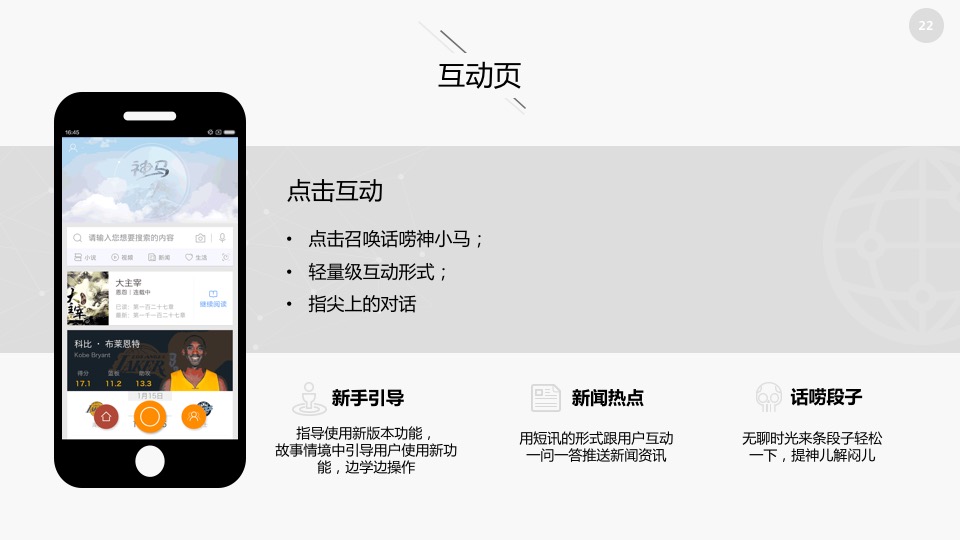 22
互动页
16:45
神马
请输入您想要搜索的内容
小说 视频 新闻 生活
大主宰
连载中
已读：第一百二十七章
最新：第一千一百二十七章
继续阅读
科比 · 布莱恩特
Kobe Bryant
得分 篮板 助攻
17.1 11.2 13.3
1月15日
点击互动
• 点击召唤话唠神小马；
• 轻量级互动形式；
• 指尖上的对话
新手引导
指导使用新版本功能，
故事情境中引导用户使用新功
能，边学边操作
新闻热点
用短讯的形式跟用户互动
一问一答推送新闻资讯
话唠段子
无聊时光来条段子轻松
一下，提神儿解闷儿